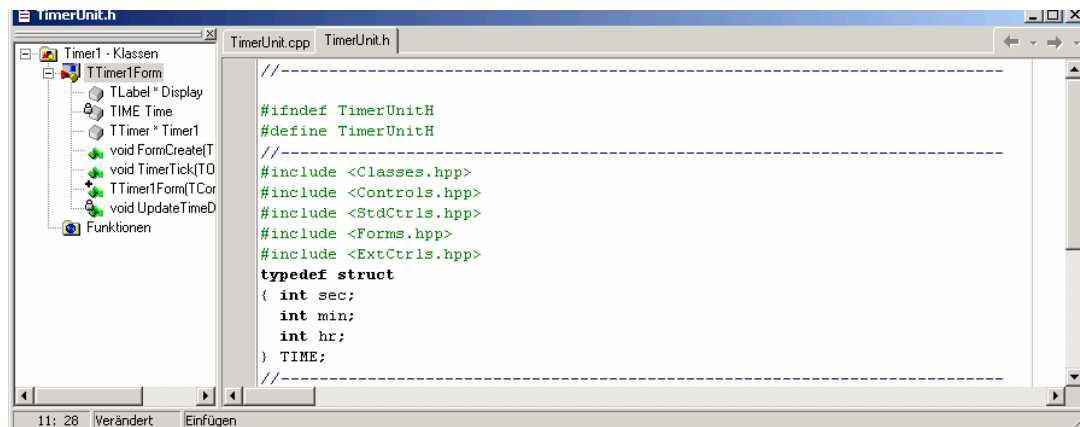 TimerUnit.h
Timer1 - Klassen
TTimer1Form
TLabel * Display
TIME Time
TTimer * Timer1
void FormCreate(T
void TimerTick(TO
TTimer1Form(TCor
void UpdateTimeD
Funktionen
TimerUnit.cpp TimerUnit.h
//---------------------------------------------------------------------------
#ifndef TimerUnitH
#define TimerUnitH
//---------------------------------------------------------------------------
#include <Classes.hpp>
#include <Controls.hpp>
#include <StdCtrls.hpp>
#include <Forms.hpp>
#include <ExtCtrls.hpp>
typedef struct
{ int sec;
int min;
int hr;
} TIME;
//---------------------------------------------------------------------------
11: 28 Verändert Einfügen